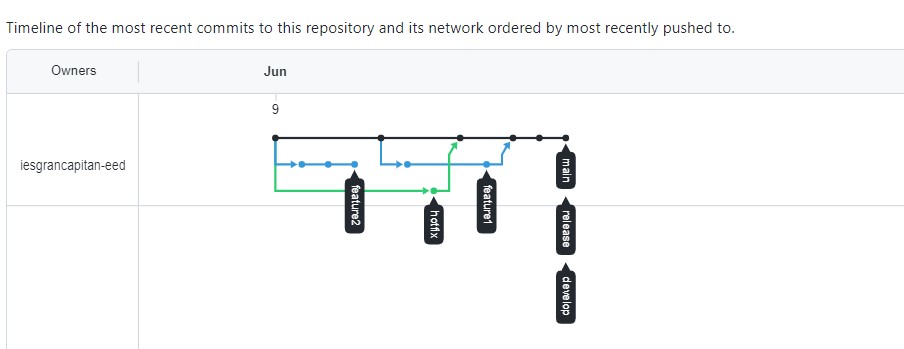 Timeline of the most recent commits to this repository and its network ordered by most recently pushed to.
Owners
Jun
9
iesgrancapitan-eed
feature2
hotfix
feature1
main
release
develop